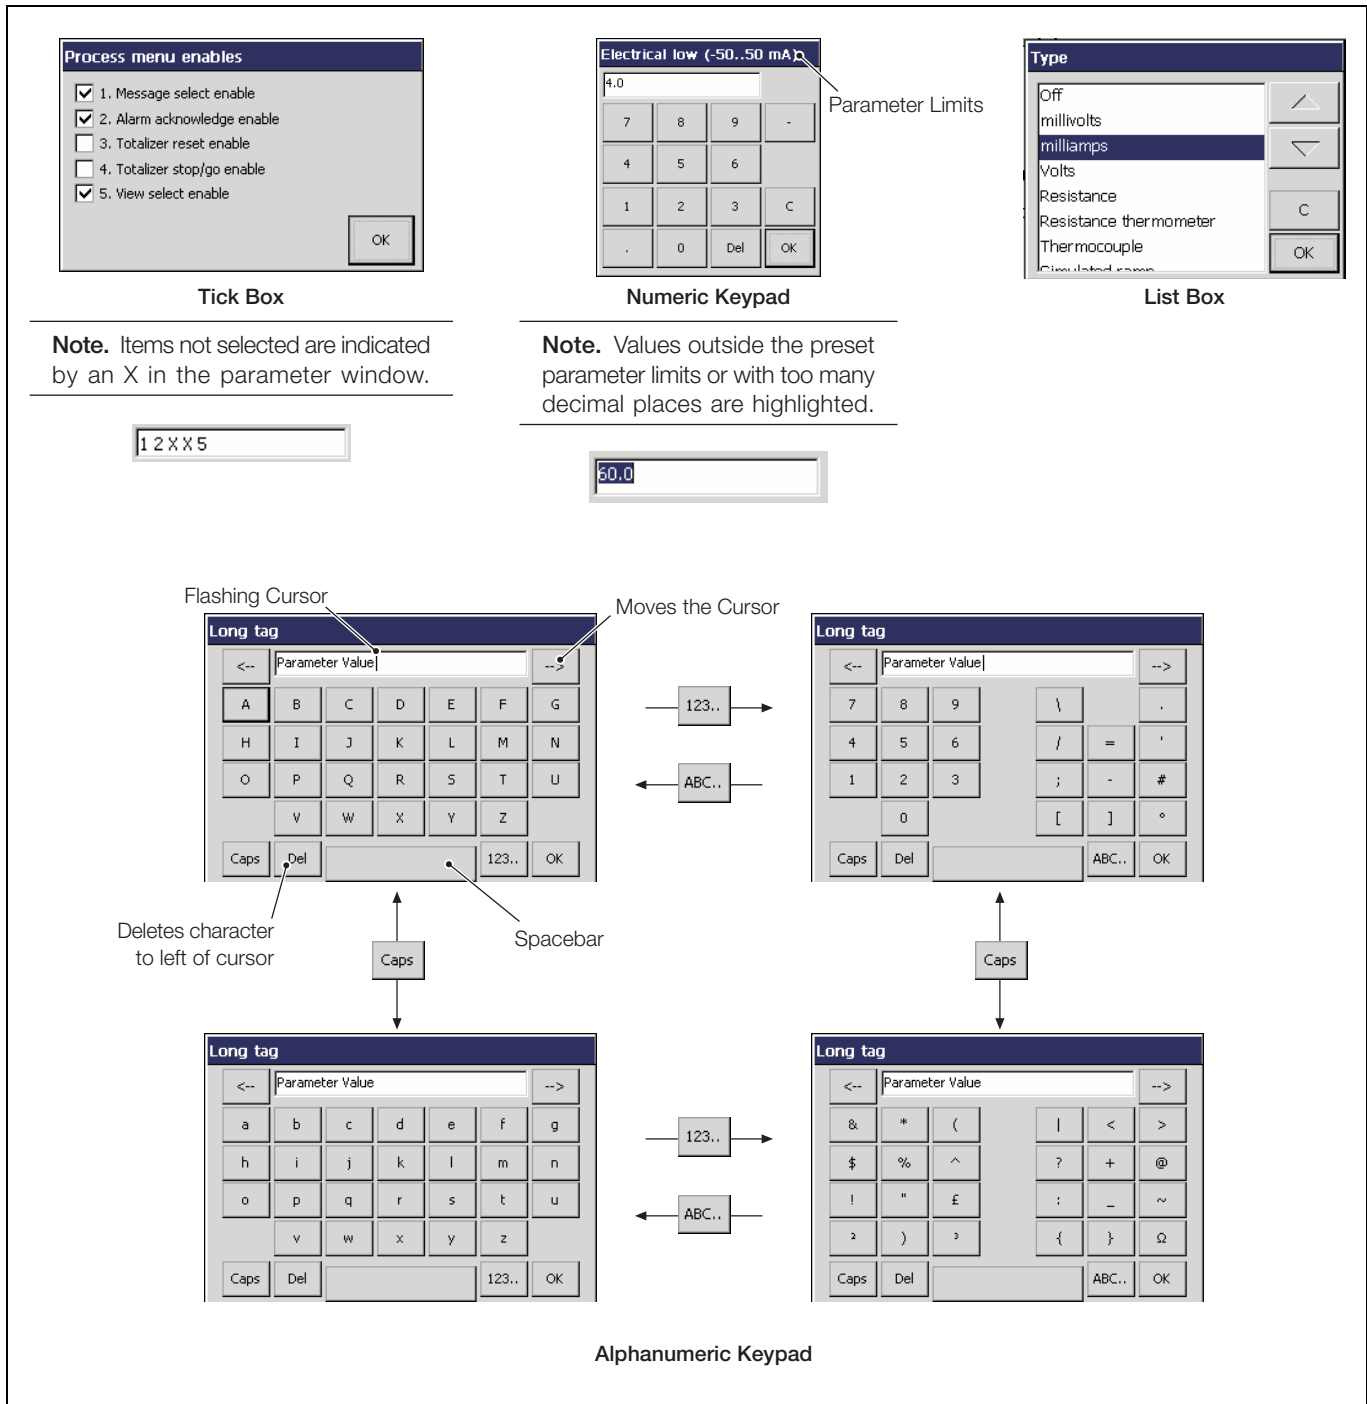 Process menu enables
1. Message select enable
2. Alarm acknowledge enable
3. Totalizer reset enable
4. Totalizer stop/go enable
5. View select enable
OK
Tick Box
Note. Items not selected are indicated
by an X in the parameter window.
1 2 X X 5
Electrical low (-50..50 mA)
Parameter Limits
4.0
7 8 9 -
4 5 6
1 2 3 C
. 0 Del OK
Numeric Keypad
Note. Values outside the preset
parameter limits or with too many
decimal places are highlighted.
60.0
Type
Off
millivolts
milliamps
Volts
Resistance
Resistance thermometer
Thermocouple
Simulated ramp
C
OK
List Box
Flashing Cursor
Moves the Cursor
Long tag
<-- Parameter Value -->
A B C D E F G
H I J K L M N
O P Q R S T U
V W X Y Z
Caps Del 123.. OK
Deletes character
to left of cursor
Spacebar
123..
ABC..
Long tag
<-- Parameter Value -->
7 8 9 \ .
4 5 6 / = '
1 2 3 ; - #
0 [ ] °
Caps Del ABC.. OK
Caps
Caps
Long tag
<-- Parameter Value -->
a b c d e f g
h i j k l m n
o p q r s t u
v w x y z
Caps Del 123.. OK
123..
ABC..
Long tag
<-- Parameter Value -->
& * ( | < >
$ % ^ ? + @
! " £ : _ ~
² ) ³ { } Ω
Caps Del ABC.. OK
Alphanumeric Keypad